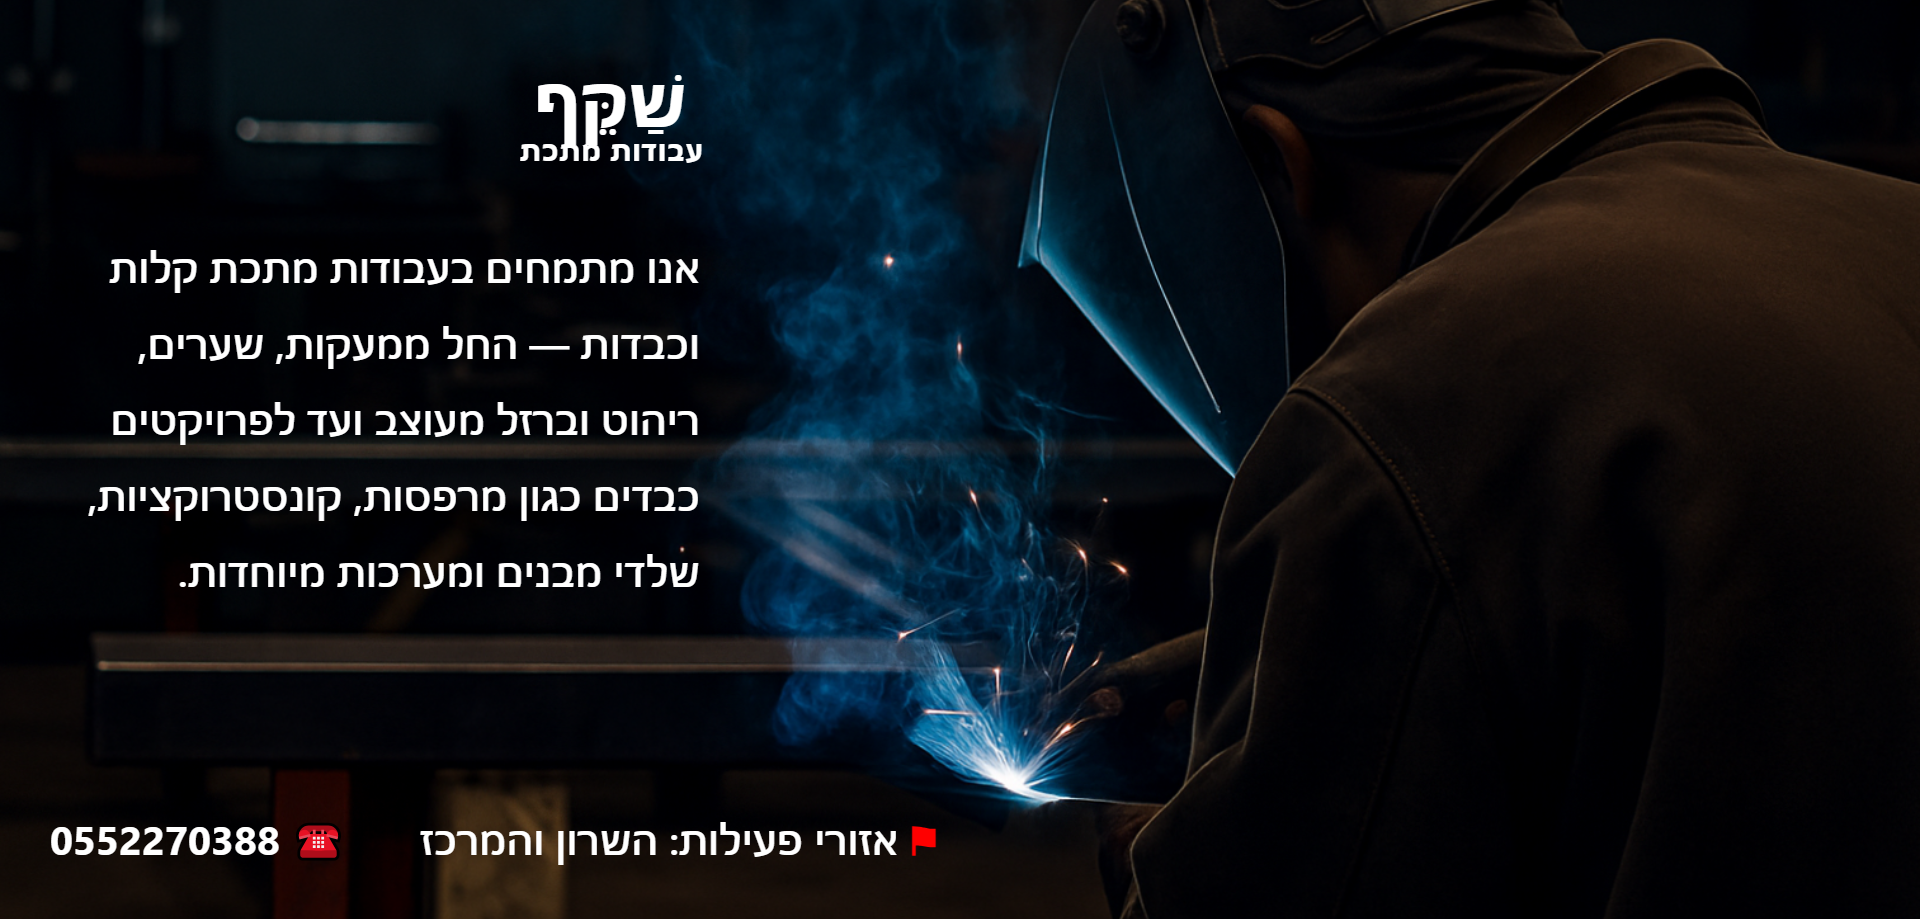 שַׁקֵּף
עבודות מתכת
אנו מתמחים בעבודות מתכת קלות
וכבדות — החל ממעקות, שערים,
ריהוט וברזל מעוצב ועד לפרויקטים
כבדים כגון מרפסות, קונסטרוקציות,
שלדי מבנים ומערכות מיוחדות.
אזורי פעילות: השרון והמרכז
0552270388